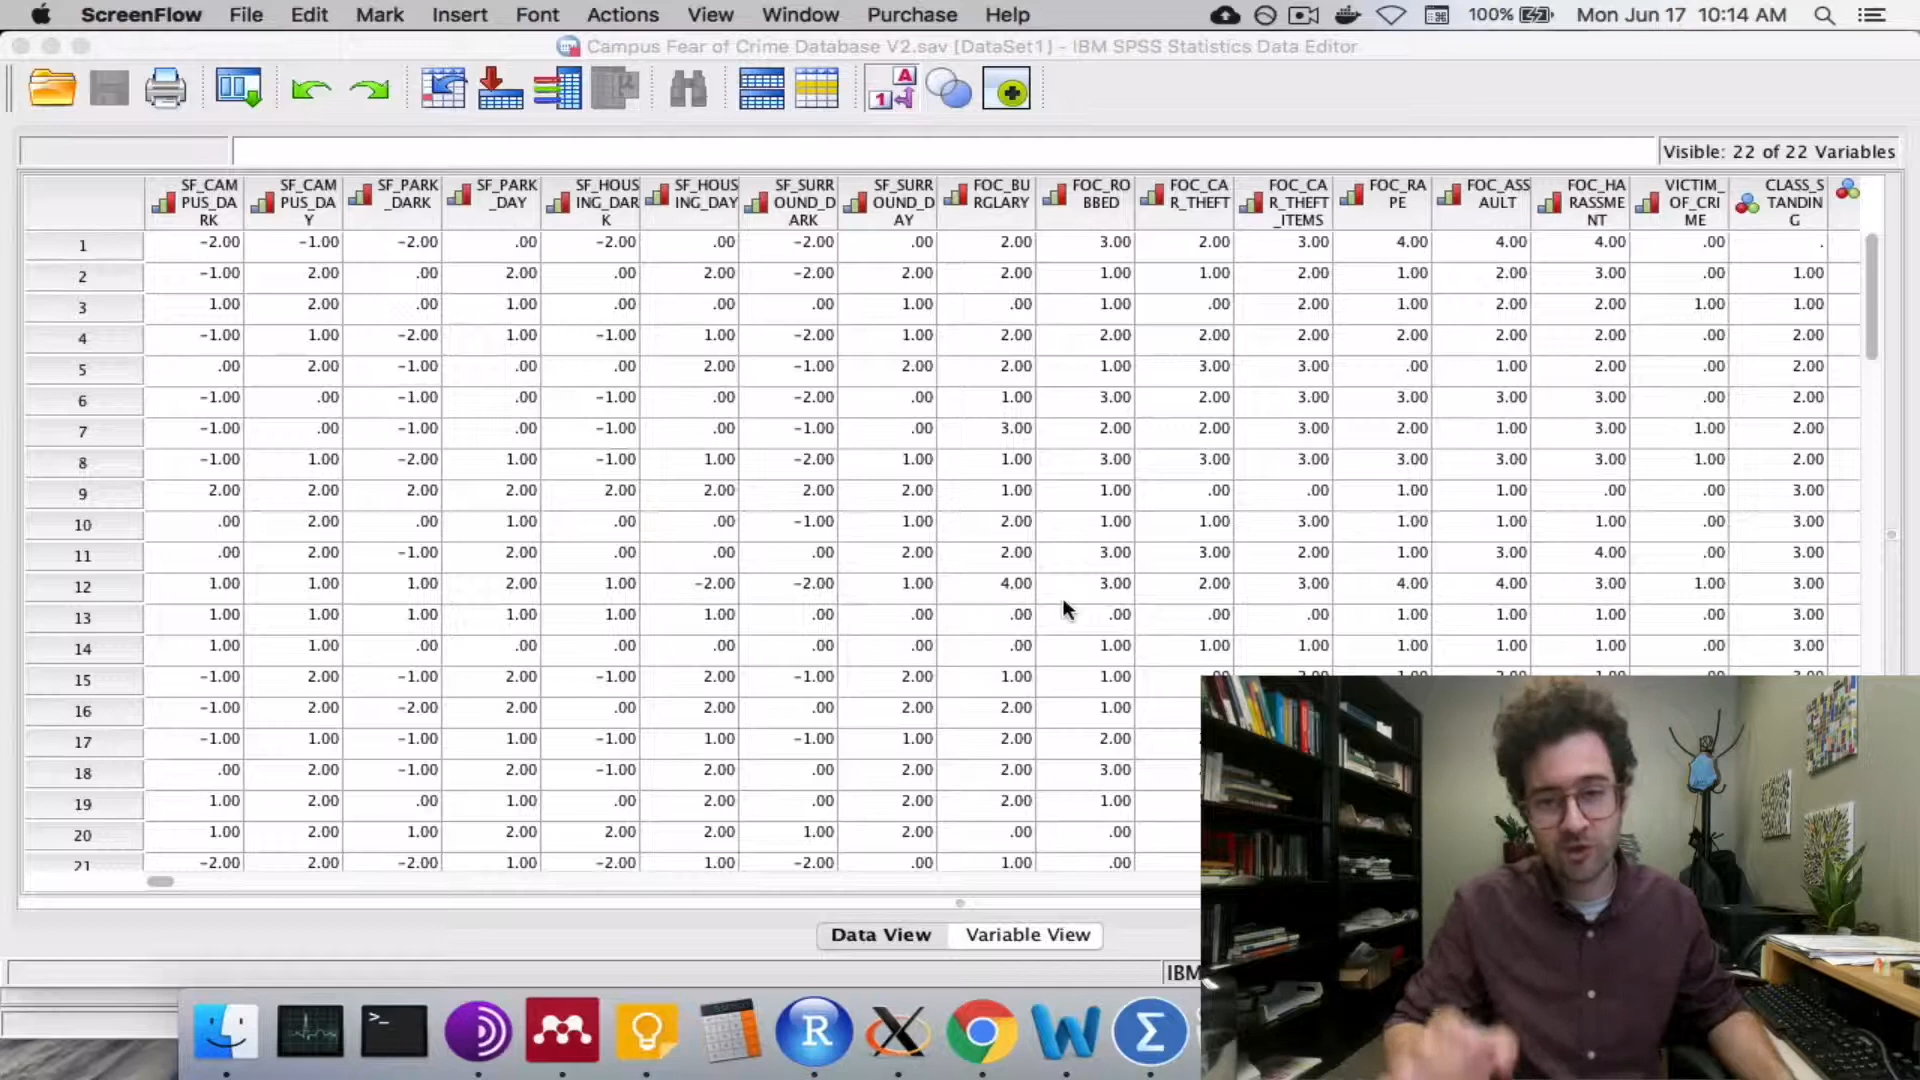 ScreenFlow File Edit Mark Insert Font Actions View Window Purchase Help 100% Mon Jun 17 10:14 AM
Campus Fear of Crime Database V2.sav [DataSet1] - IBM SPSS Statistics Data Editor
Visible: 22 of 22 Variables
SF_CAMPUS_DARK SF_CAMPUS_DAY SF_PARK_DARK SF_PARK_DAY SF_HOUSING_DARK SF_HOUSING_DAY SF_SURROUND_DARK SF_SURROUND_DAY FOC_BURGLARY FOC_ROBBED FOC_CAR_THEFT FOC_CAR_THEFT_ITEMS FOC_RAPE FOC_ASSAULT FOC_HARASSMENT VICTIM_OF_CRIME CLASS_STANDING
1 -2.00 -1.00 -2.00 .00 -2.00 .00 -2.00 .00 2.00 3.00 2.00 3.00 4.00 4.00 4.00 .00 .
2 -1.00 2.00 .00 2.00 .00 2.00 -2.00 2.00 2.00 1.00 1.00 2.00 1.00 2.00 3.00 .00 1.00
3 1.00 2.00 .00 1.00 .00 .00 .00 1.00 .00 1.00 .00 2.00 1.00 2.00 2.00 1.00 1.00
4 -1.00 1.00 -2.00 1.00 -1.00 1.00 -2.00 1.00 2.00 2.00 2.00 2.00 2.00 2.00 2.00 .00 2.00
5 .00 2.00 -1.00 .00 .00 2.00 -1.00 2.00 2.00 1.00 3.00 3.00 .00 1.00 2.00 .00 2.00
6 -1.00 .00 -1.00 .00 -1.00 .00 -2.00 .00 1.00 3.00 2.00 3.00 3.00 3.00 3.00 .00 2.00
7 -1.00 .00 -1.00 .00 -1.00 .00 -1.00 .00 3.00 2.00 2.00 3.00 2.00 1.00 3.00 1.00 2.00
8 -1.00 1.00 -2.00 1.00 -1.00 1.00 -2.00 1.00 1.00 3.00 3.00 3.00 3.00 3.00 3.00 1.00 2.00
9 2.00 2.00 2.00 2.00 2.00 2.00 2.00 2.00 1.00 1.00 .00 .00 1.00 1.00 .00 .00 3.00
10 .00 2.00 .00 1.00 .00 .00 -1.00 1.00 2.00 1.00 1.00 3.00 1.00 1.00 1.00 .00 3.00
11 .00 2.00 -1.00 2.00 .00 .00 .00 2.00 2.00 3.00 3.00 2.00 1.00 3.00 4.00 .00 3.00
12 1.00 1.00 1.00 2.00 1.00 -2.00 -2.00 1.00 4.00 3.00 2.00 3.00 4.00 4.00 3.00 1.00 3.00
13 1.00 1.00 1.00 1.00 1.00 1.00 .00 .00 .00 .00 .00 .00 1.00 1.00 1.00 .00 3.00
14 1.00 1.00 .00 .00 .00 .00 .00 .00 .00 1.00 1.00 1.00 1.00 1.00 1.00 .00 3.00
15 -1.00 2.00 -1.00 2.00 -1.00 2.00 -1.00 2.00 1.00 1.00
16 -1.00 2.00 -2.00 2.00 .00 2.00 .00 2.00 2.00 1.00
17 -1.00 1.00 -1.00 1.00 -1.00 1.00 -1.00 1.00 2.00 2.00
18 .00 2.00 -1.00 2.00 -1.00 2.00 .00 2.00 2.00 3.00
19 1.00 2.00 .00 1.00 .00 2.00 .00 2.00 2.00 1.00
20 1.00 2.00 1.00 2.00 2.00 2.00 1.00 2.00 .00 .00
21 -2.00 2.00 -2.00 1.00 -2.00 1.00 -2.00 .00 1.00 .00
Data View Variable View
IBM